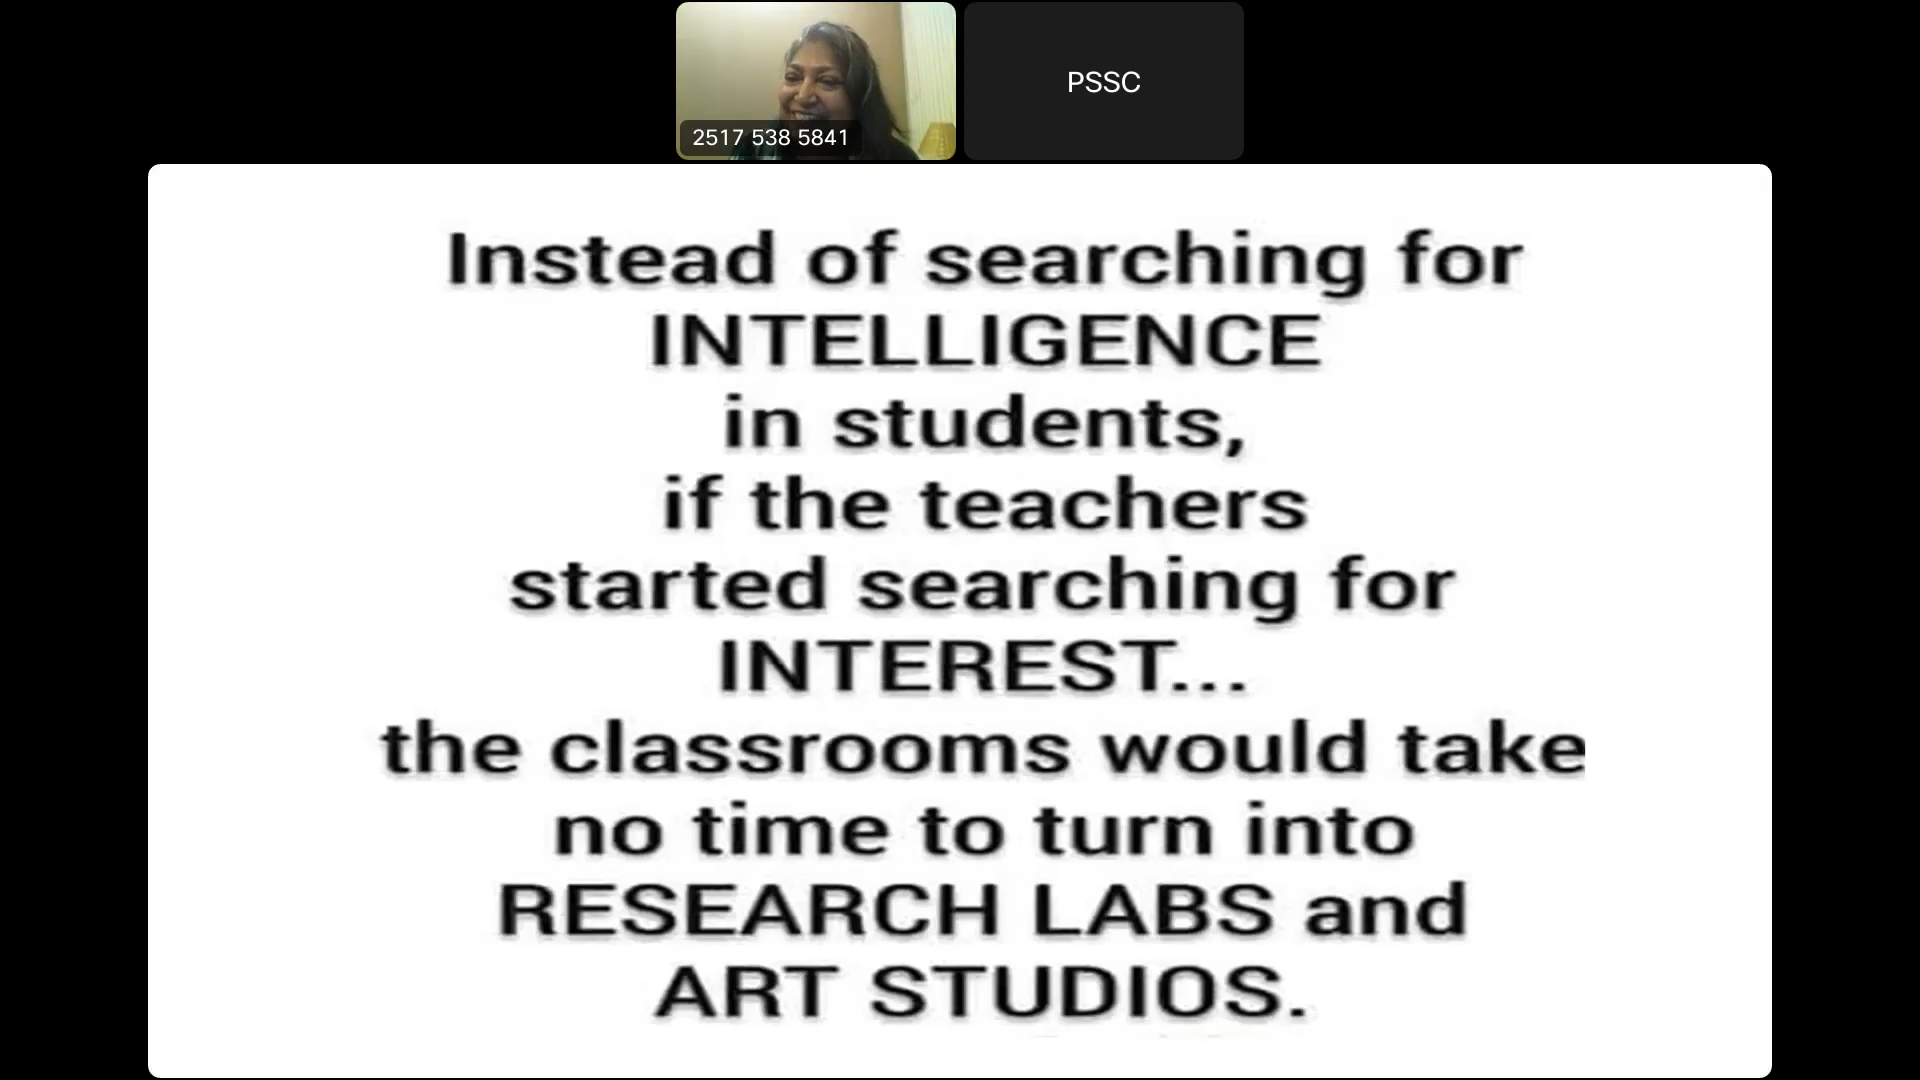 2517 538 5841
PSSC
Instead of searching for
INTELLIGENCE
in students,
if the teachers
started searching for
INTEREST...
the classrooms would take
no time to turn into
RESEARCH LABS and
ART STUDIOS.